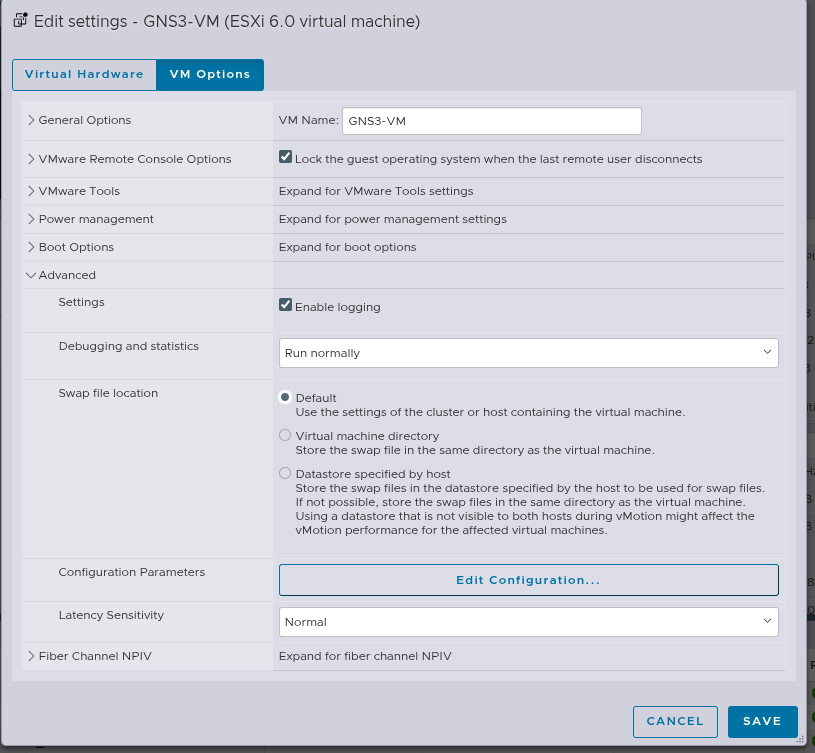 Edit settings - GNS3-VM (ESXi 6.0 virtual machine)
Virtual Hardware
VM Options
General Options
VM Name:
GNS3-VM
VMware Remote Console Options
Lock the guest operating system when the last remote user disconnects
VMware Tools
Expand for VMware Tools settings
Power management
Expand for power management settings
Boot Options
Expand for boot options
Advanced
Settings
Enable logging
Debugging and statistics
Run normally
Swap file location
Default
Use the settings of the cluster or host containing the virtual machine.
Virtual machine directory
Store the swap file in the same directory as the virtual machine.
Datastore specified by host
Store the swap files in the datastore specified by the host to be used for swap files.
If not possible, store the swap files in the same directory as the virtual machine.
Using a datastore that is not visible to both hosts during vMotion might affect the
vMotion performance for the affected virtual machines.
Configuration Parameters
Edit Configuration...
Latency Sensitivity
Normal
Fiber Channel NPIV
Expand for fiber channel NPIV
CANCEL
SAVE